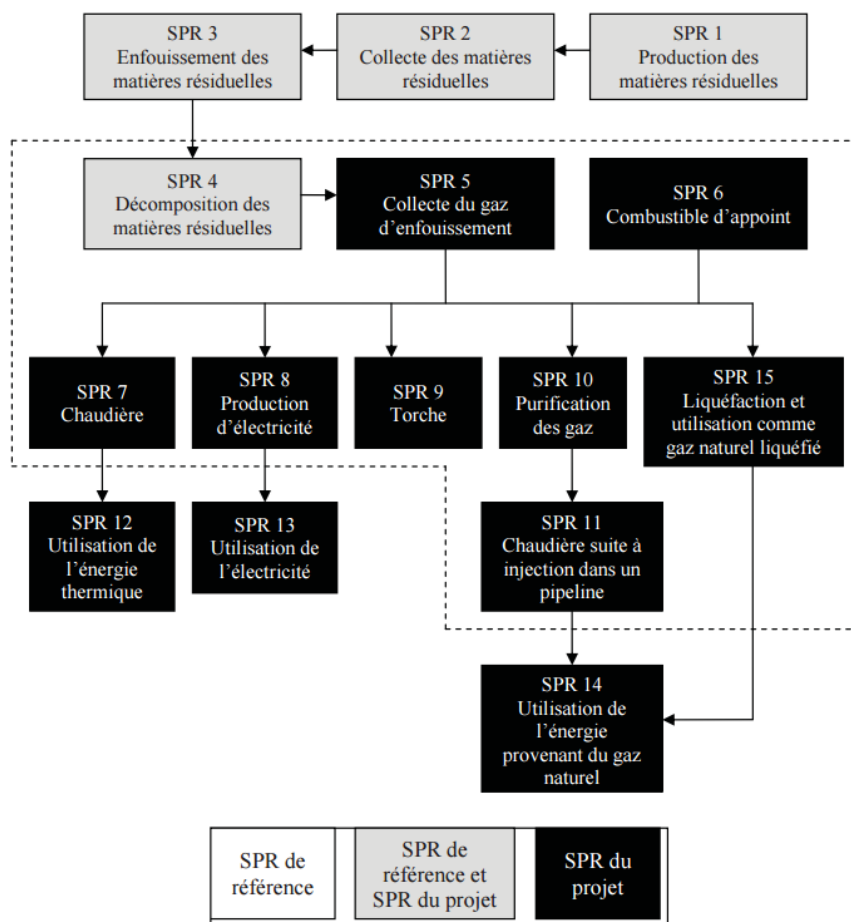 SPR 3
Enfouissement des
matières résiduelles
SPR 2
Collecte des matières
résiduelles
SPR 1
Production des
matières résiduelles
SPR 4
Décomposition des
matières résiduelles
SPR 5
Collecte du gaz
d'enfouissement
SPR 6
Combustible d'appoint
SPR 7
Chaudière
SPR 8
Production
d'électricité
SPR 9
Torche
SPR 10
Purification
des gaz
SPR 15
Liquéfaction et
utilisation comme
gaz naturel liquéfié
SPR 12
Utilisation de
l'énergie
thermique
SPR 13
Utilisation de
l'électricité
SPR 11
Chaudière suite à
injection dans un
pipeline
SPR 14
Utilisation de
l'énergie
provenant du gaz
naturel
SPR de
référence
SPR de
référence et
SPR du projet
SPR du
projet